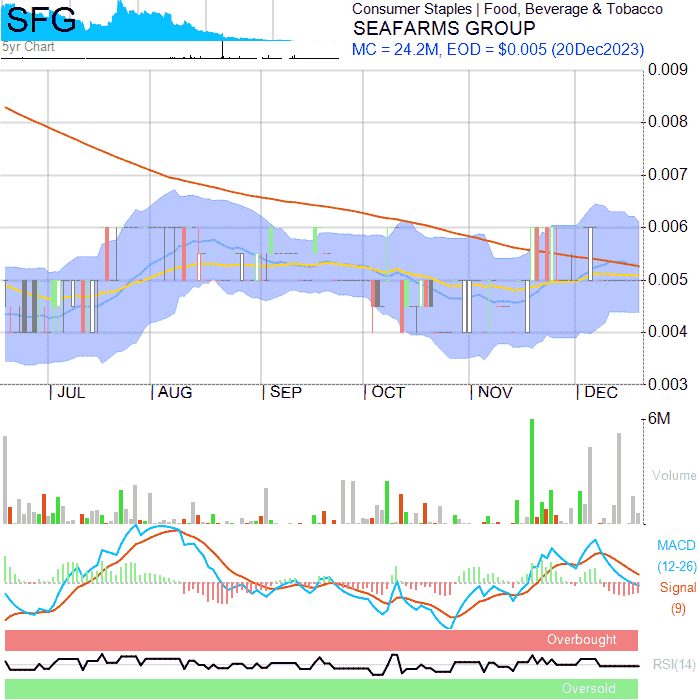 SFG
5yr Chart
Consumer Staples | Food, Beverage & Tobacco
SEAFARMS GROUP
MC = 24.2M, EOD = $0.005 (20Dec2023)
0.009
0.008
0.007
0.006
0.005
0.004
0.003
JUL AUG SEP OCT NOV DEC
6M
Volume
MACD
(12-26)
Signal
(9)
Overbought
RSI(14)
Oversold